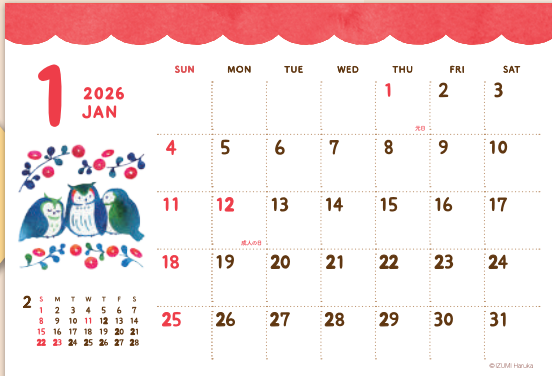 1
2026
JAN
SUN MON TUE WED THU FRI SAT
1 2 3
元日
4 5 6 7 8 9 10
11 12 13 14 15 16 17
成人の日
18 19 20 21 22 23 24
25 26 27 28 29 30 31
2
S M T W T F S
1 2 3 4 5 6 7
8 9 10 11 12 13 14
15 16 17 18 19 20 21
22 23 24 25 26 27 28
© IZUMI Haruka